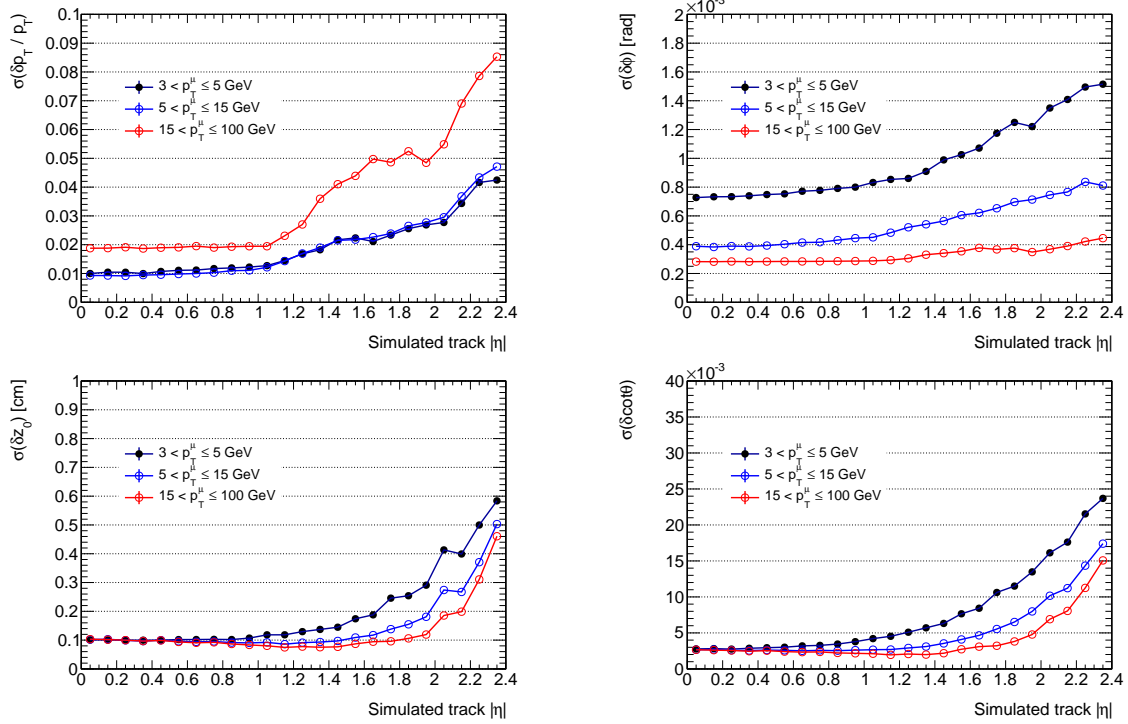 σ(δp_T / p_T)
0.1
0.09
0.08
0.07
0.06
0.05
0.04
0.03
0.02
0.01
0
3 < p_T^μ ≤ 5 GeV
5 < p_T^μ ≤ 15 GeV
15 < p_T^μ ≤ 100 GeV
0 0.2 0.4 0.6 0.8 1 1.2 1.4 1.6 1.8 2 2.2 2.4
Simulated track |η|
σ(δϕ) [rad]
×10⁻³
2
1.8
1.6
1.4
1.2
1
0.8
0.6
0.4
0.2
0
3 < p_T^μ ≤ 5 GeV
5 < p_T^μ ≤ 15 GeV
15 < p_T^μ ≤ 100 GeV
0 0.2 0.4 0.6 0.8 1 1.2 1.4 1.6 1.8 2 2.2 2.4
Simulated track |η|
σ(δz_0) [cm]
1
0.9
0.8
0.7
0.6
0.5
0.4
0.3
0.2
0.1
0
3 < p_T^μ ≤ 5 GeV
5 < p_T^μ ≤ 15 GeV
15 < p_T^μ ≤ 100 GeV
0 0.2 0.4 0.6 0.8 1 1.2 1.4 1.6 1.8 2 2.2 2.4
Simulated track |η|
σ(δcotθ)
×10⁻³
40
35
30
25
20
15
10
5
0
3 < p_T^μ ≤ 5 GeV
5 < p_T^μ ≤ 15 GeV
15 < p_T^μ ≤ 100 GeV
0 0.2 0.4 0.6 0.8 1 1.2 1.4 1.6 1.8 2 2.2 2.4
Simulated track |η|